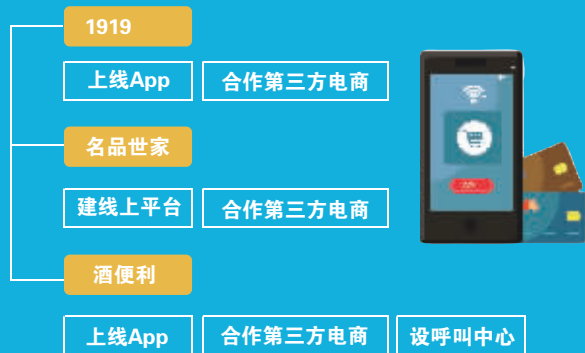 1919
上线App 合作第三方电商
名品世家
建线上平台 合作第三方电商
酒便利
上线App 合作第三方电商 设呼叫中心